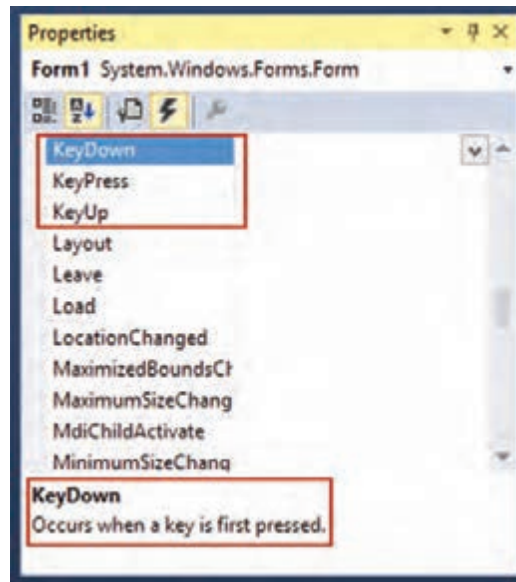 Properties
Form1 System.Windows.Forms.Form
KeyDown
KeyPress
KeyUp
Layout
Leave
Load
LocationChanged
MaximizedBoundsCh
MaximumSizeChang
MdiChildActivate
MinimumSizeChang
KeyDown
Occurs when a key is first pressed.